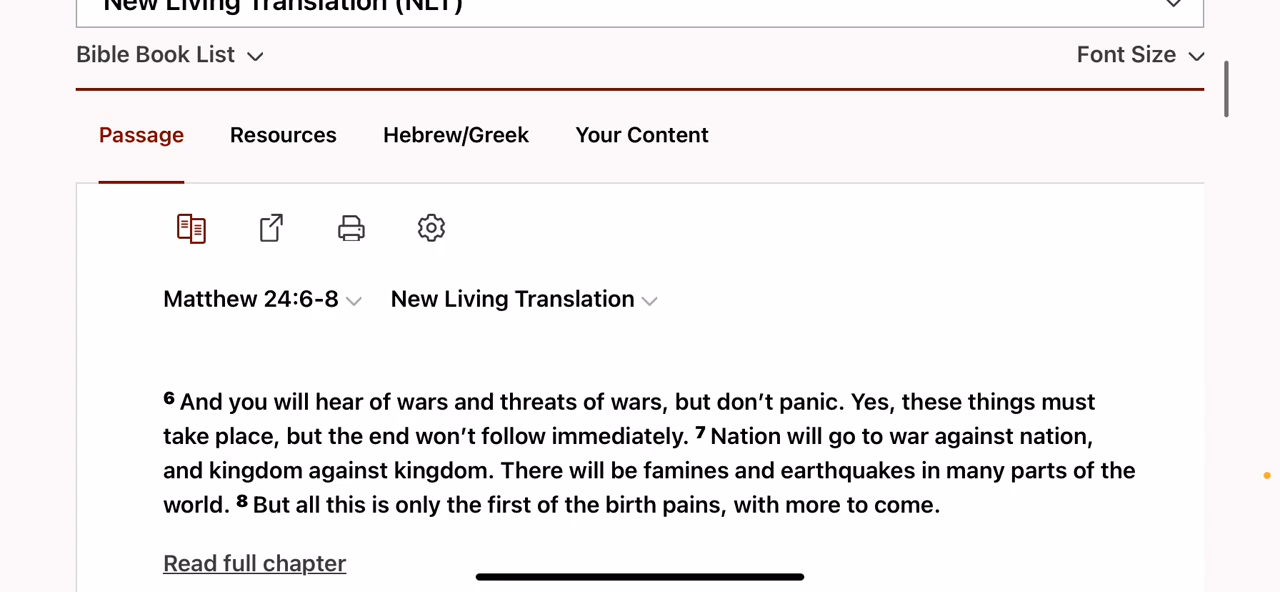 New Living Translation (NLT)
Bible Book List
Font Size
Passage
Resources
Hebrew/Greek
Your Content
Matthew 24:6-8
New Living Translation
6 And you will hear of wars and threats of wars, but don’t panic. Yes, these things must
take place, but the end won’t follow immediately. 7 Nation will go to war against nation,
and kingdom against kingdom. There will be famines and earthquakes in many parts of the
world. 8 But all this is only the first of the birth pains, with more to come.
Read full chapter